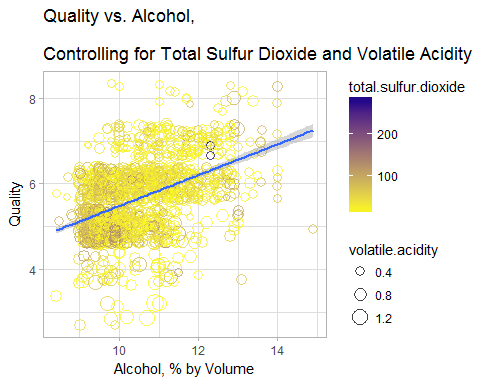 Quality vs. Alcohol,
Controlling for Total Sulfur Dioxide and Volatile Acidity
total.sulfur.dioxide
200
100
volatile.acidity
0.4
0.8
1.2
Quality
8
6
4
10
12
14
Alcohol, % by Volume